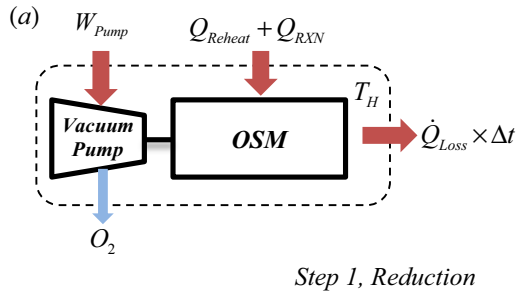 (a)
W_Pump
Q_Reheat + Q_RXN
T_H
Vacuum
Pump
OSM
Q̇_Loss × Δt
O_2
Step 1, Reduction